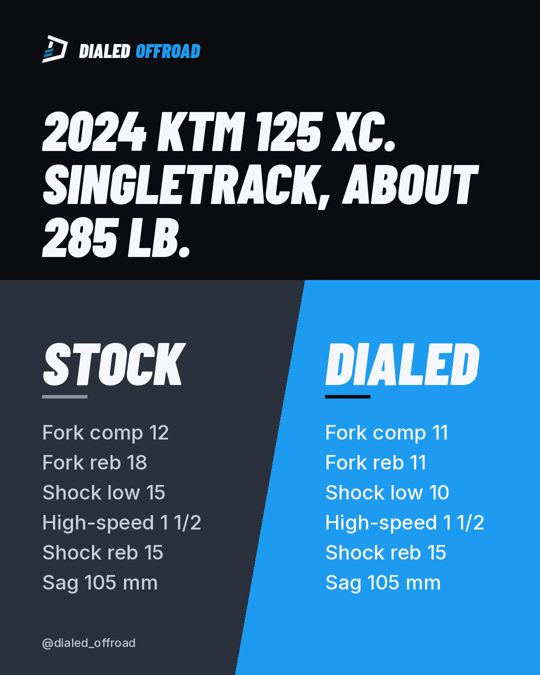 DIALED OFFROAD
2024 KTM 125 XC.
SINGLETRACK, ABOUT
285 LB.
STOCK
Fork comp 12
Fork reb 18
Shock low 15
High-speed 1 1/2
Shock reb 15
Sag 105 mm
DIALED
Fork comp 11
Fork reb 11
Shock low 10
High-speed 1 1/2
Shock reb 15
Sag 105 mm
@dialed_offroad